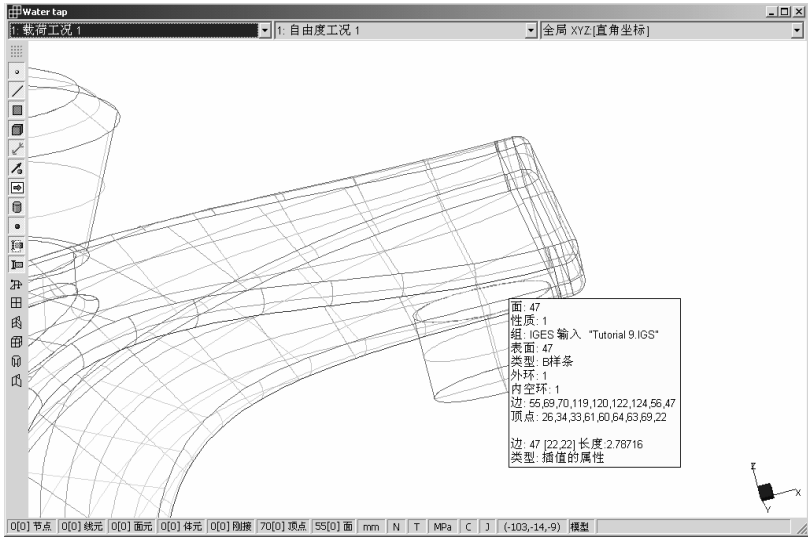 Water tap
1: 载荷工况 1
1: 自由度工况 1
全局 XYZ:[直角坐标]
面: 47
性质: 1
组: IGES 输入 "Tutorial 9.IGS"
表面: 47
类型: B样条
外环: 1
内空环: 1
边: 55,69,70,119,120,122,124,56,47
顶点: 26,34,33,61,60,64,63,69,22
边: 47 [22,22] 长度:2.78716
类型: 插值的属性
Z
X
Y
0[0] 节点 0[0] 线元 0[0] 面元 0[0] 体元 0[0] 刚接 70[0] 顶点 55[0] 面 mm N T MPa C J (-103,-14,-9) 模型